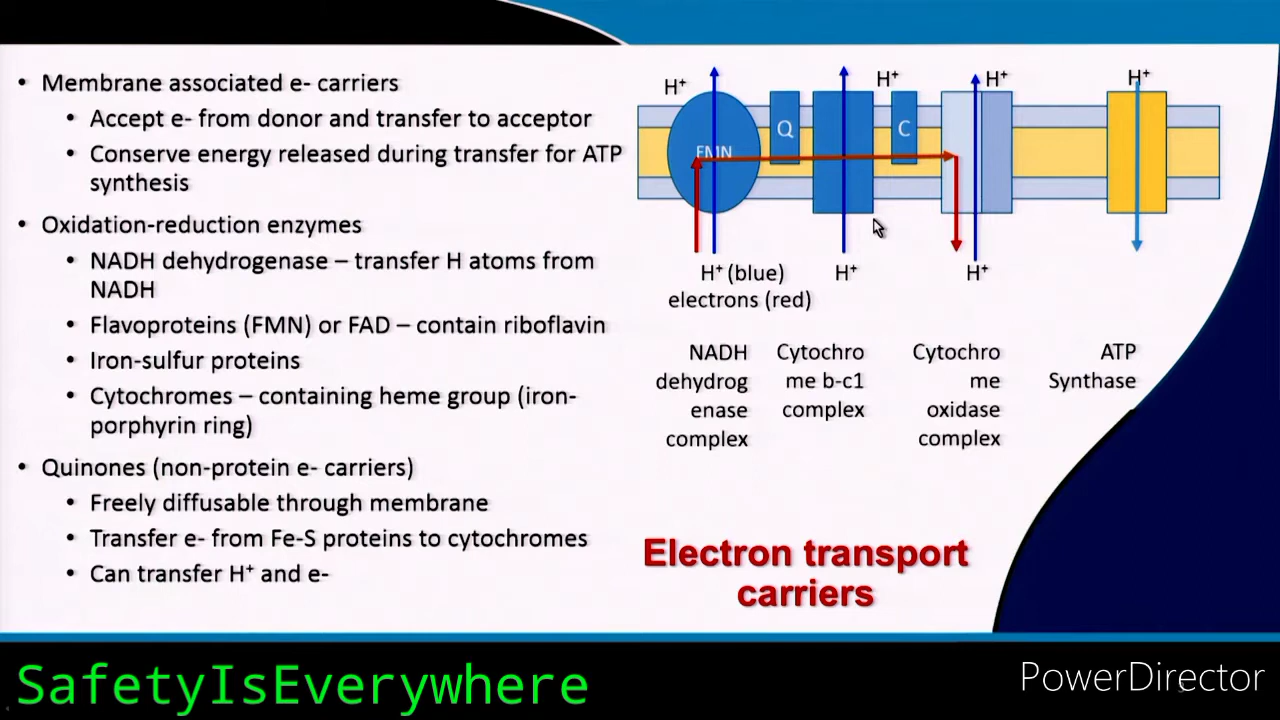 • Membrane associated e- carriers
• Accept e- from donor and transfer to acceptor
• Conserve energy released during transfer for ATP
synthesis
• Oxidation-reduction enzymes
• NADH dehydrogenase – transfer H atoms from
NADH
• Flavoproteins (FMN) or FAD – contain riboflavin
• Iron-sulfur proteins
• Cytochromes – containing heme group (iron-
porphyrin ring)
• Quinones (non-protein e- carriers)
• Freely diffusable through membrane
• Transfer e- from Fe-S proteins to cytochromes
• Can transfer H⁺ and e-
H⁺
H⁺
H⁺
H⁺
FMN
Q
C
H⁺ (blue)
electrons (red)
H⁺
H⁺
NADH
dehydrog
enase
complex
Cytochro
me b-c1
complex
Cytochro
me
oxidase
complex
ATP
Synthase
Electron transport
carriers
SafetyIsEverywhere
PowerDirector